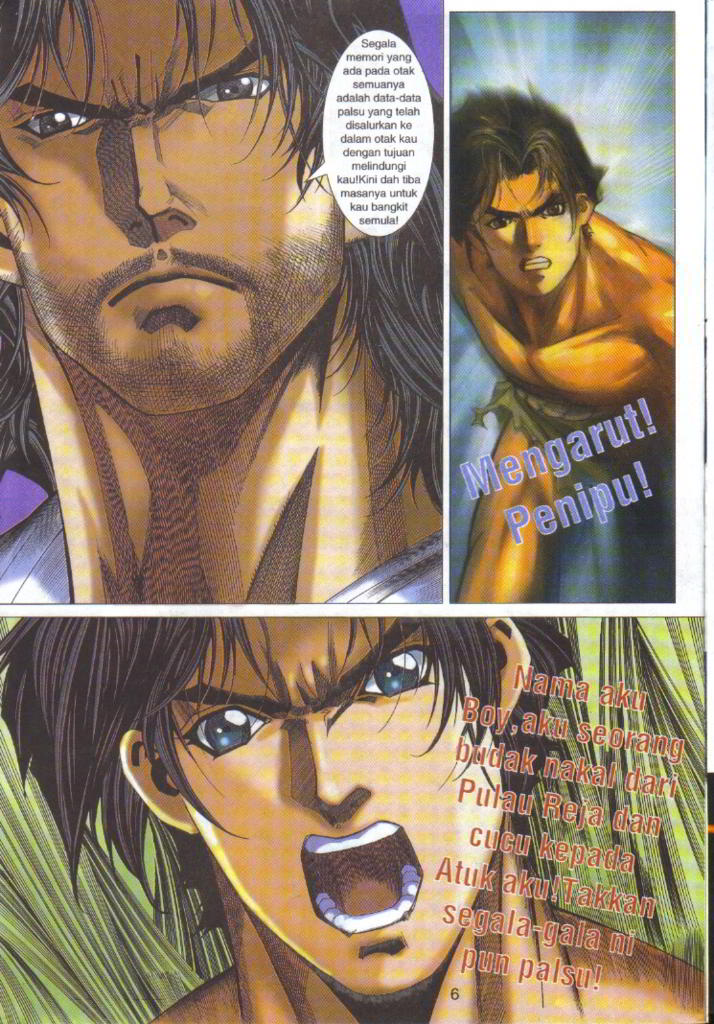 Segala
memori yang
ada pada otak
semuanya
adalah data-data
palsu yang telah
disalurkan ke
dalam otak kau
dengan tujuan
melindungi
kau!Kini dah tiba
masanya untuk
kau bangkit
semula!
Mengarut!
Penipu!
Nama aku
Boy,aku seorang
budak nakal dari
Pulau Reja dan
cucu kepada
Atuk aku!Takkan
segala-gala ni
pun palsu!
6